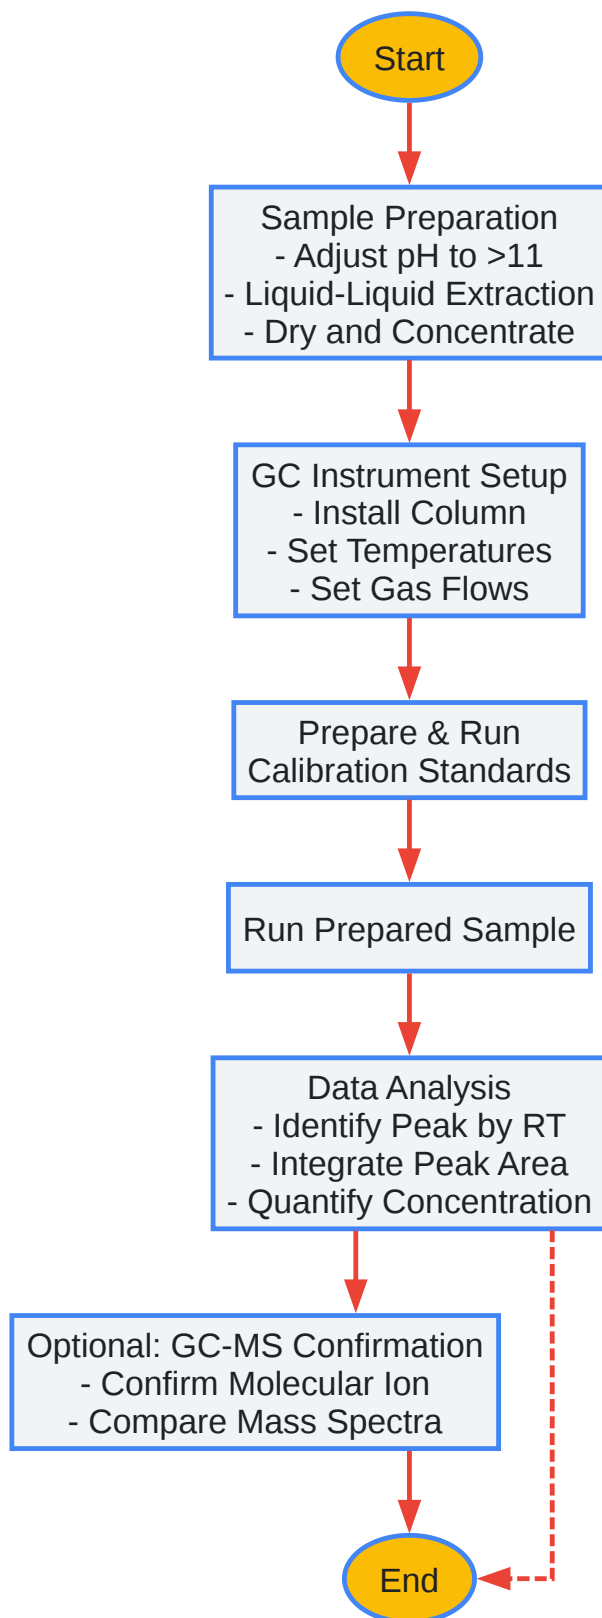 Start
Sample Preparation
- Adjust pH to >11
- Liquid-Liquid Extraction
- Dry and Concentrate
GC Instrument Setup
- Install Column
- Set Temperatures
- Set Gas Flows
Prepare & Run
Calibration Standards
Run Prepared Sample
Data Analysis
- Identify Peak by RT
- Integrate Peak Area
- Quantify Concentration
Optional: GC-MS Confirmation
- Confirm Molecular Ion
- Compare Mass Spectra
End